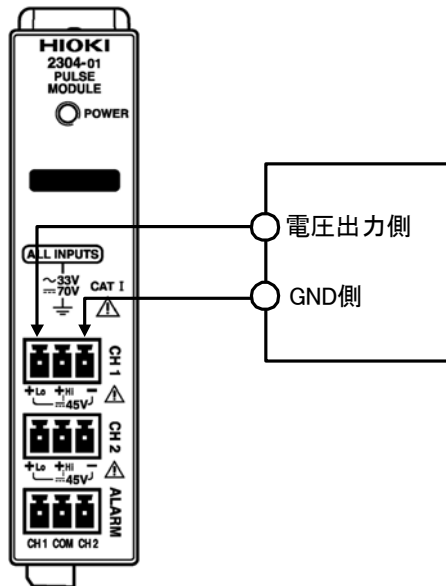 HIOKI
2304-01
PULSE
MODULE
POWER
電圧出力側
GND側
ALL INPUTS
～33V
⎓70V
CAT I
CH 1
+Lo +Hi −
⎓45V
CH 2
+Lo +Hi −
⎓45V
ALARM
CH1 COM CH2